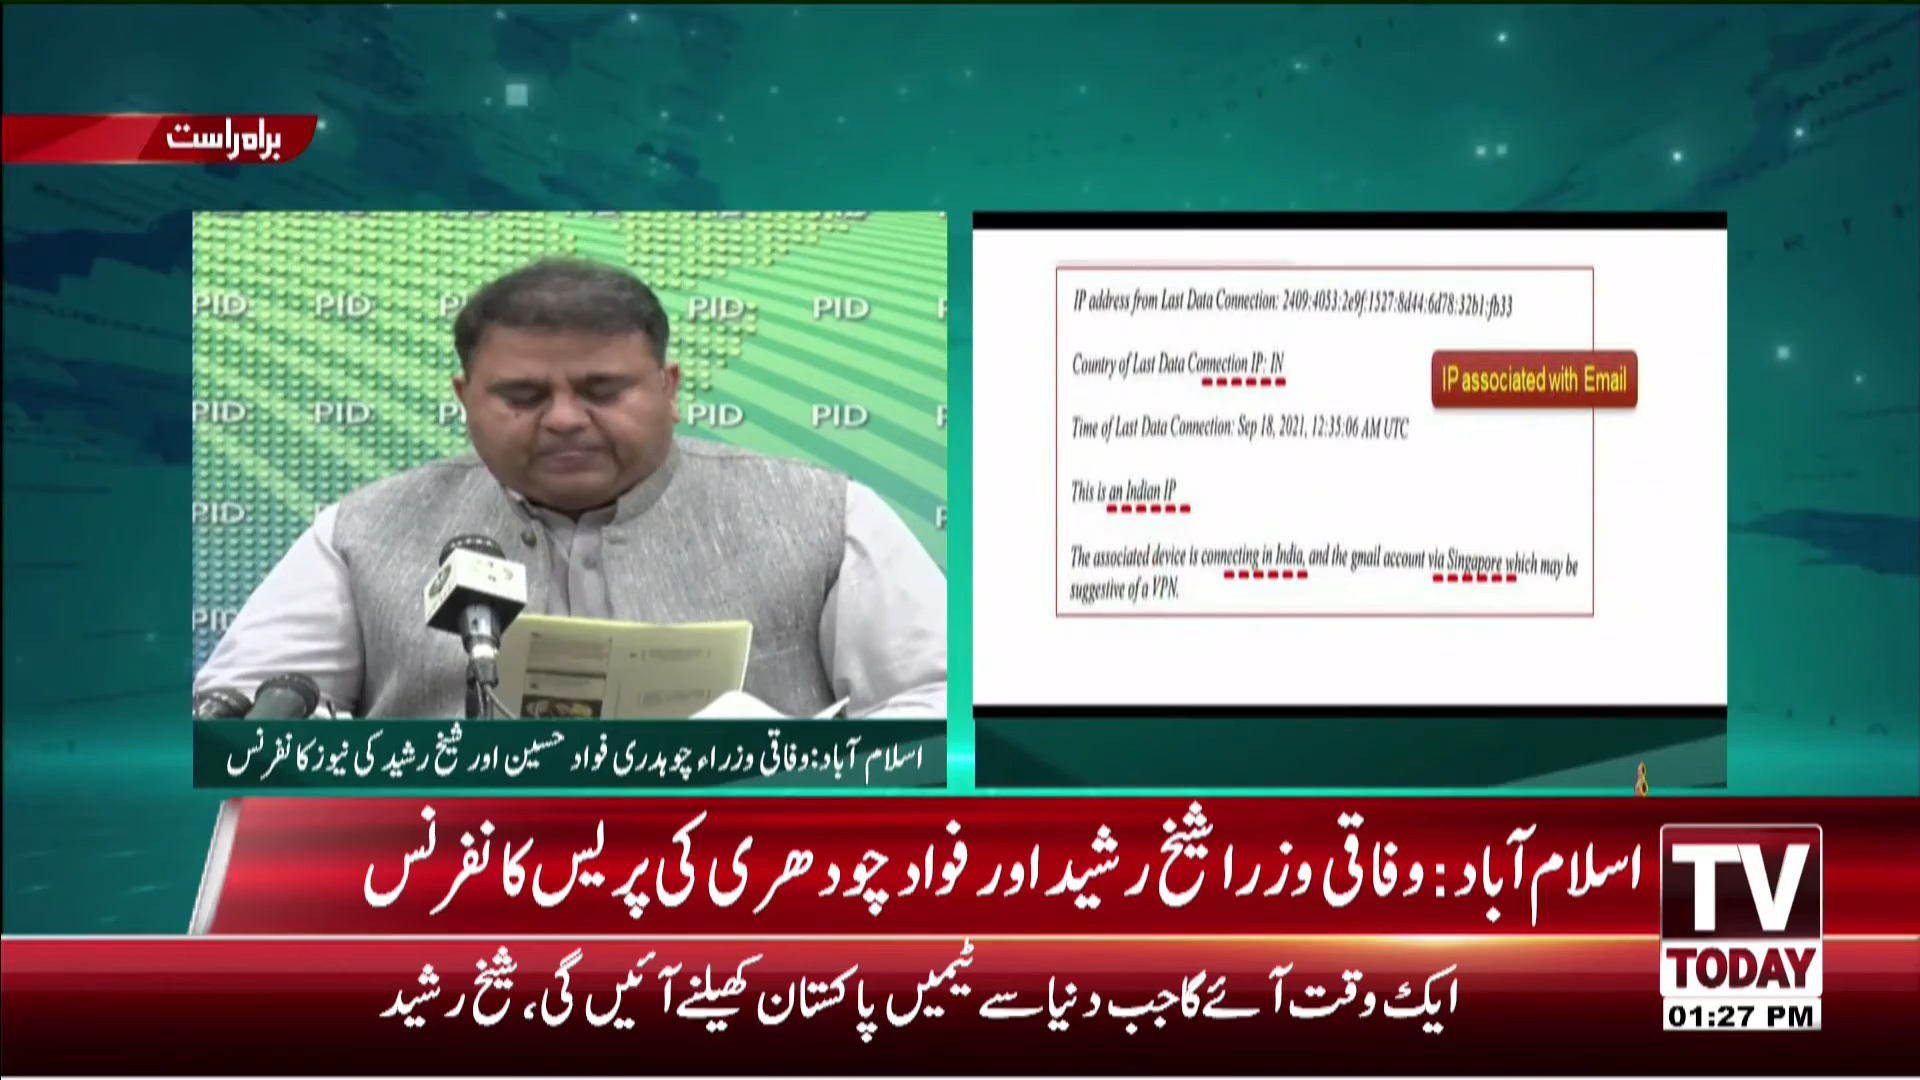 براہ راست
PID PID PID PID PID
PID PID PID PID PID
PID
PID
IP address from Last Data Connection: 2409:4053:2e9f:1527:8d44:6d78:32b1:fb33
Country of Last Data Connection IP: IN
IP associated with Email
Time of Last Data Connection: Sep 18, 2021, 12:35:06 AM UTC
This is an Indian IP
The associated device is connecting in India, and the gmail account via Singapore which may be
suggestive of a VPN.
اسلام آباد:وفاقی وزراء چوہدری فواد حسین اور شیخ رشید کی نیوز کانفرنس
اسلام آباد: وفاقی وزرا شیخ رشید اور فواد چودھری کی پریس کانفرنس
ایک وقت آئے گا جب دنیا سے ٹیمیں پاکستان کھیلنے آئیں گی، شیخ رشید
TV
TODAY
01:27 PM